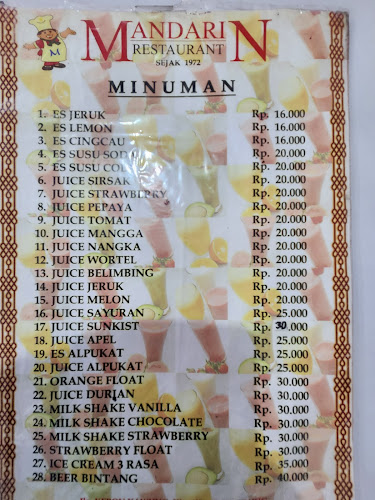 MANDARIN
RESTAURANT
SEJAK 1972
M
MINUMAN
1. ES JERUK Rp. 16.000
2. ES LEMON Rp. 16.000
3. ES CINGCAU Rp. 16.000
4. ES SUSU SODA Rp. 20.000
5. ES SUSU Rp. 20.000
6. JUICE SIRSAK Rp. 20.000
7. JUICE STRAWBERRY Rp. 20.000
8. JUICE PEPAYA Rp. 20.000
9. JUICE TOMAT Rp. 20.000
10. JUICE MANGGA Rp. 20.000
11. JUICE NANGKA Rp. 20.000
12. JUICE WORTEL Rp. 20.000
13. JUICE BELIMBING Rp. 20.000
14. JUICE JERUK Rp. 20.000
15. JUICE MELON Rp. 20.000
16. JUICE SAYURAN Rp. 25.000
17. JUICE SUNKIST Rp. 30.000
18. JUICE APEL Rp. 25.000
19. ES ALPUKAT Rp. 25.000
20. JUICE ALPUKAT Rp. 25.000
21. ORANGE FLOAT Rp. 30.000
22. JUICE DURIAN Rp. 30.000
23. MILK SHAKE VANILLA Rp. 30.000
24. MILK SHAKE CHOCOLATE Rp. 30.000
25. MILK SHAKE STRAWBERRY Rp. 30.000
26. STRAWBERRY FLOAT Rp. 30.000
27. ICE CREAM 3 RASA Rp. 35.000
28. BEER BINTANG Rp. 40.000